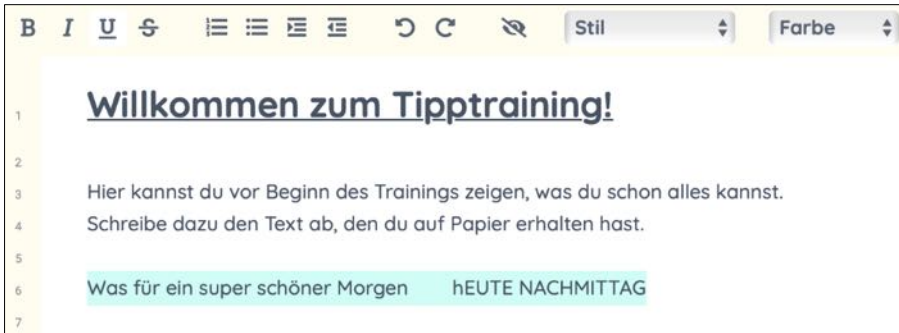 B I U S Stil Farbe
1 Willkommen zum Tipptraining!
2
3 Hier kannst du vor Beginn des Trainings zeigen, was du schon alles kannst.
4 Schreibe dazu den Text ab, den du auf Papier erhalten hast.
5
6 Was für ein super schöner Morgen hEUTE NACHMITTAG
7